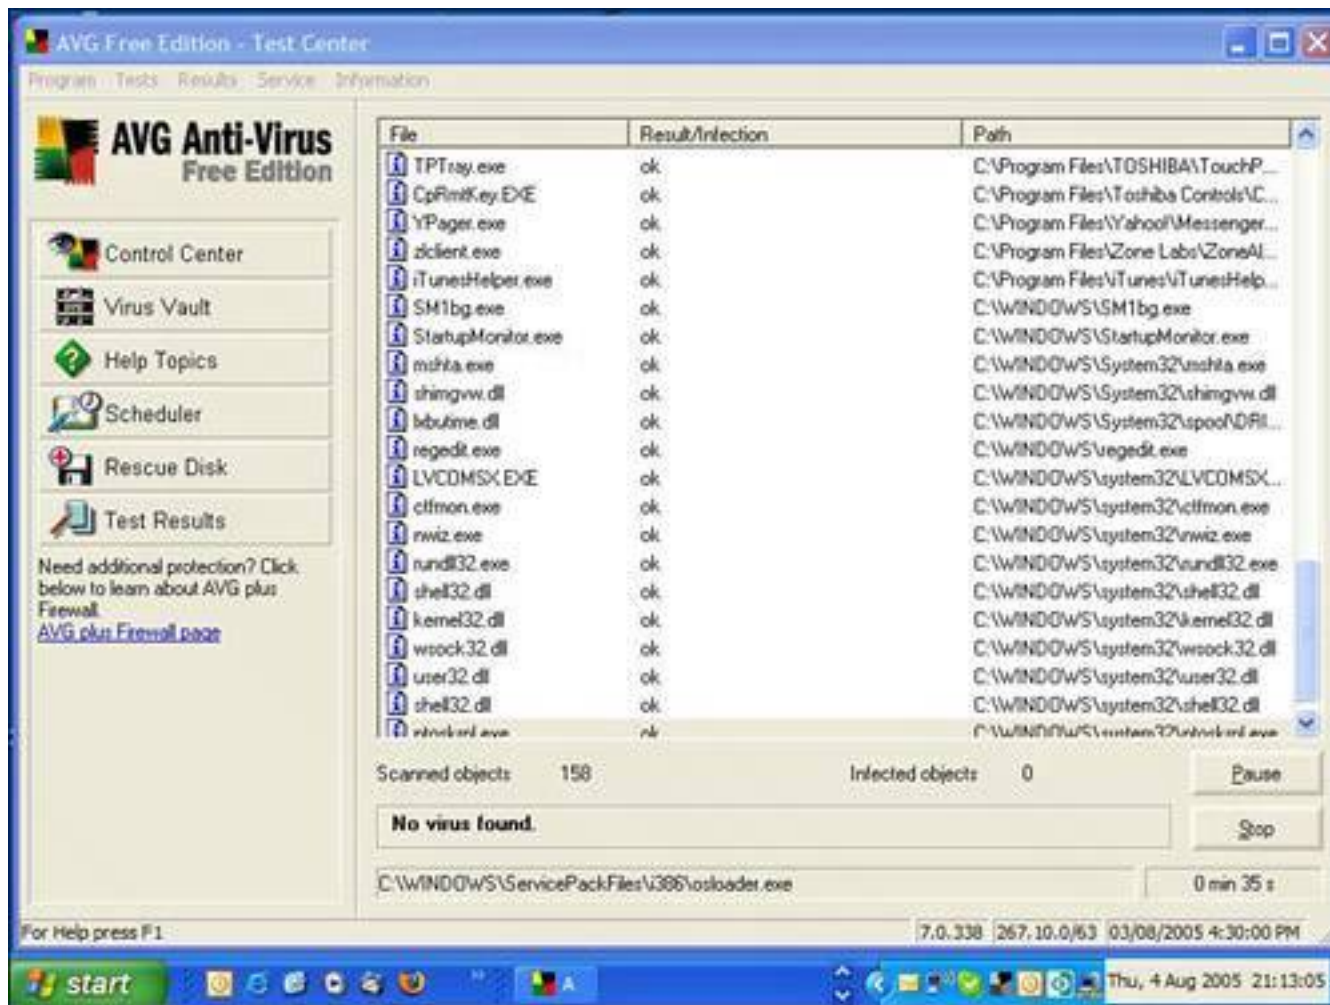 AVG Free Edition - Test Center
Program Tests Results Service Information
AVG Anti-Virus
Free Edition
Control Center
Virus Vault
Help Topics
Scheduler
Rescue Disk
Test Results
Need additional protection? Click
below to learn about AVG plus
Firewall.
AVG plus Firewall page
File Result/Infection Path
TPTray.exe ok C:\Program Files\TOSHIBA\TouchP...
CpRmtKey.EXE ok C:\Program Files\Toshiba Controls\C...
YPager.exe ok C:\Program Files\Yahoo!\Messenger...
zlclient.exe ok C:\Program Files\Zone Labs\ZoneAl...
iTunesHelper.exe ok C:\Program Files\iTunes\iTunesHelp...
SM1bg.exe ok C:\WINDOWS\SM1bg.exe
StartupMonitor.exe ok C:\WINDOWS\StartupMonitor.exe
mshta.exe ok C:\WINDOWS\System32\mshta.exe
shimgvw.dll ok C:\WINDOWS\System32\shimgvw.dll
lxbutime.dll ok C:\WINDOWS\System32\spool\DRI...
regedit.exe ok C:\WINDOWS\regedit.exe
LVCOMSX.EXE ok C:\WINDOWS\system32\LVCOMSX...
ctfmon.exe ok C:\WINDOWS\system32\ctfmon.exe
nwiz.exe ok C:\WINDOWS\system32\nwiz.exe
rundll32.exe ok C:\WINDOWS\system32\rundll32.exe
shell32.dll ok C:\WINDOWS\system32\shell32.dll
kernel32.dll ok C:\WINDOWS\system32\kernel32.dll
wsock32.dll ok C:\WINDOWS\system32\wsock32.dll
user32.dll ok C:\WINDOWS\system32\user32.dll
shell32.dll ok C:\WINDOWS\system32\shell32.dll
ntoskrnl.exe ok C:\WINDOWS\system32\ntoskrnl.exe
Scanned objects 158 Infected objects 0 Pause
No virus found. Stop
C:\WINDOWS\ServicePackFiles\i386\osloader.exe 0 min 35 s
For Help press F1 7.0.338 267.10.0/63 03/08/2005 4:30:00 PM
start A Thu, 4 Aug 2005 21:13:05